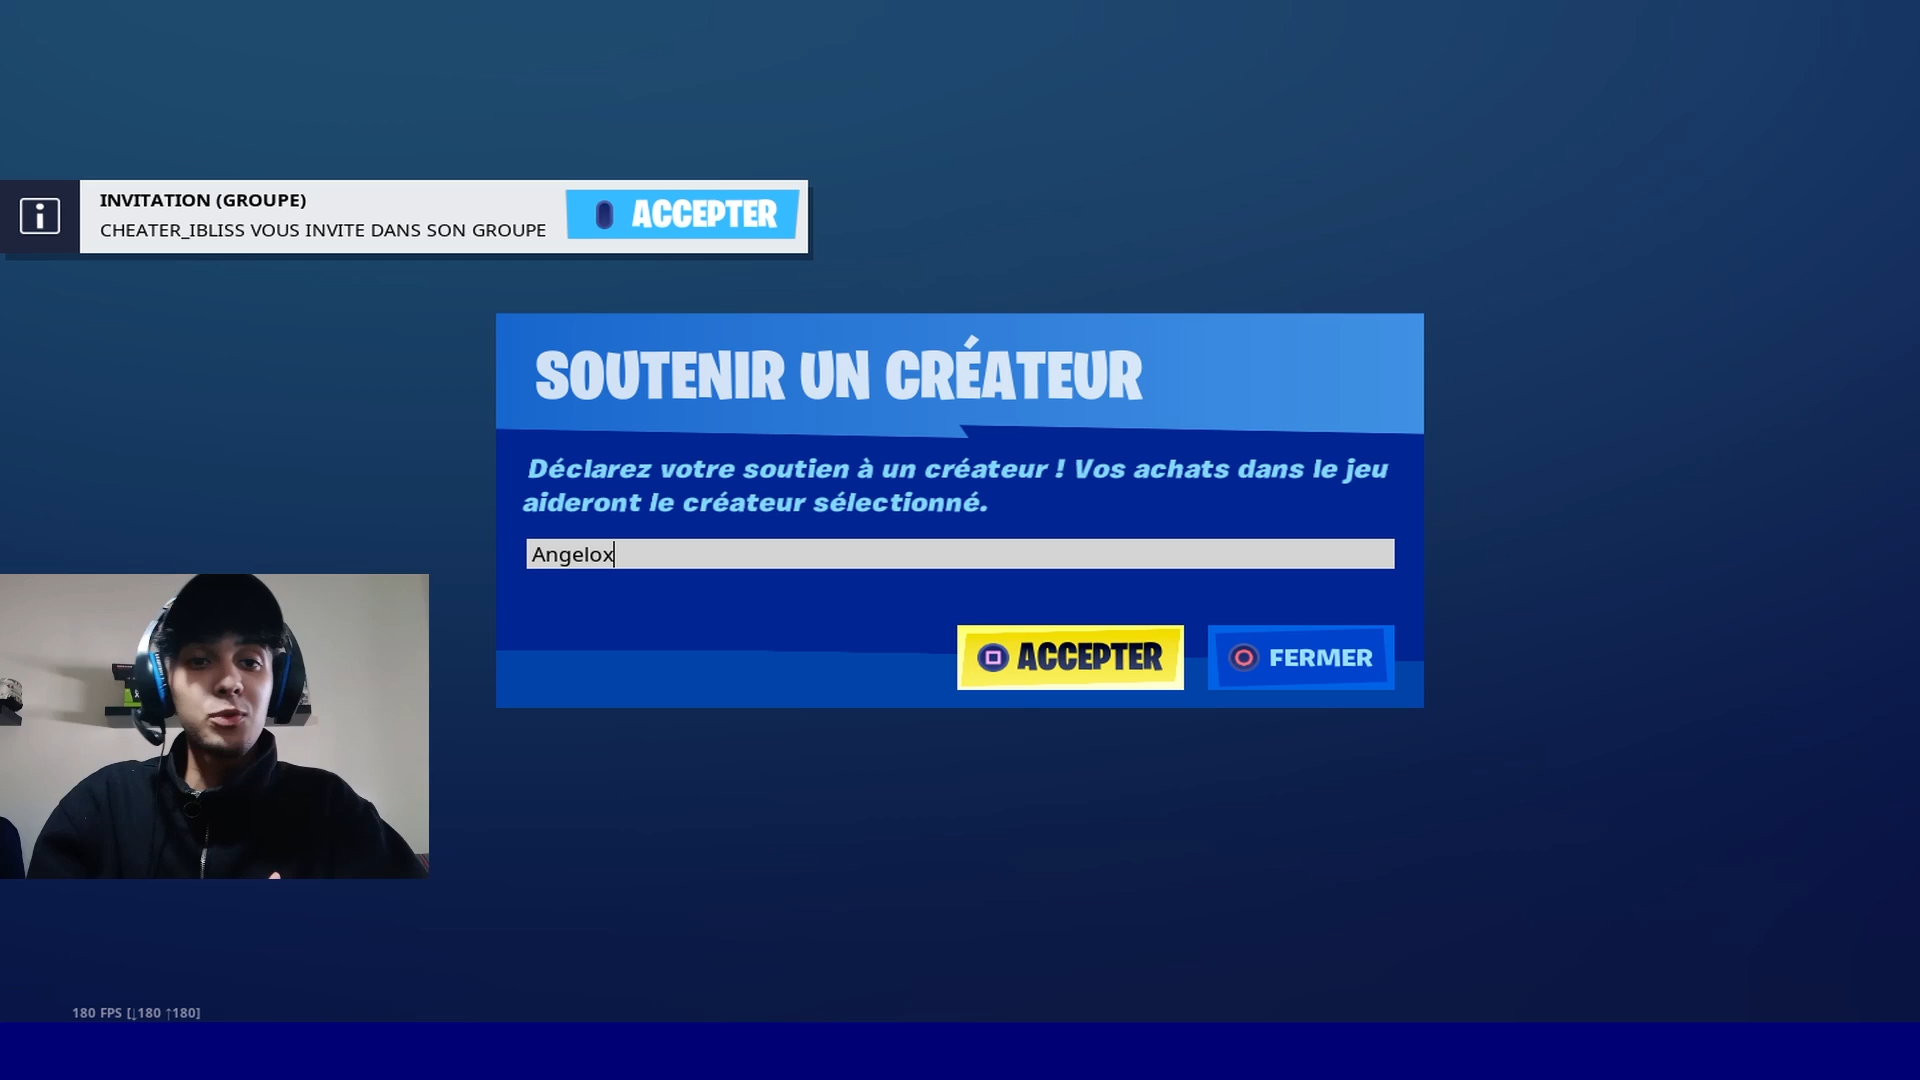 INVITATION (GROUPE)
CHEATER_IBLISS VOUS INVITE DANS SON GROUPE
ACCEPTER
SOUTENIR UN CRÉATEUR
Déclarez votre soutien à un créateur ! Vos achats dans le jeu
aideront le créateur sélectionné.
Angelox
ACCEPTER
FERMER
180 FPS [↓180 ↑180]